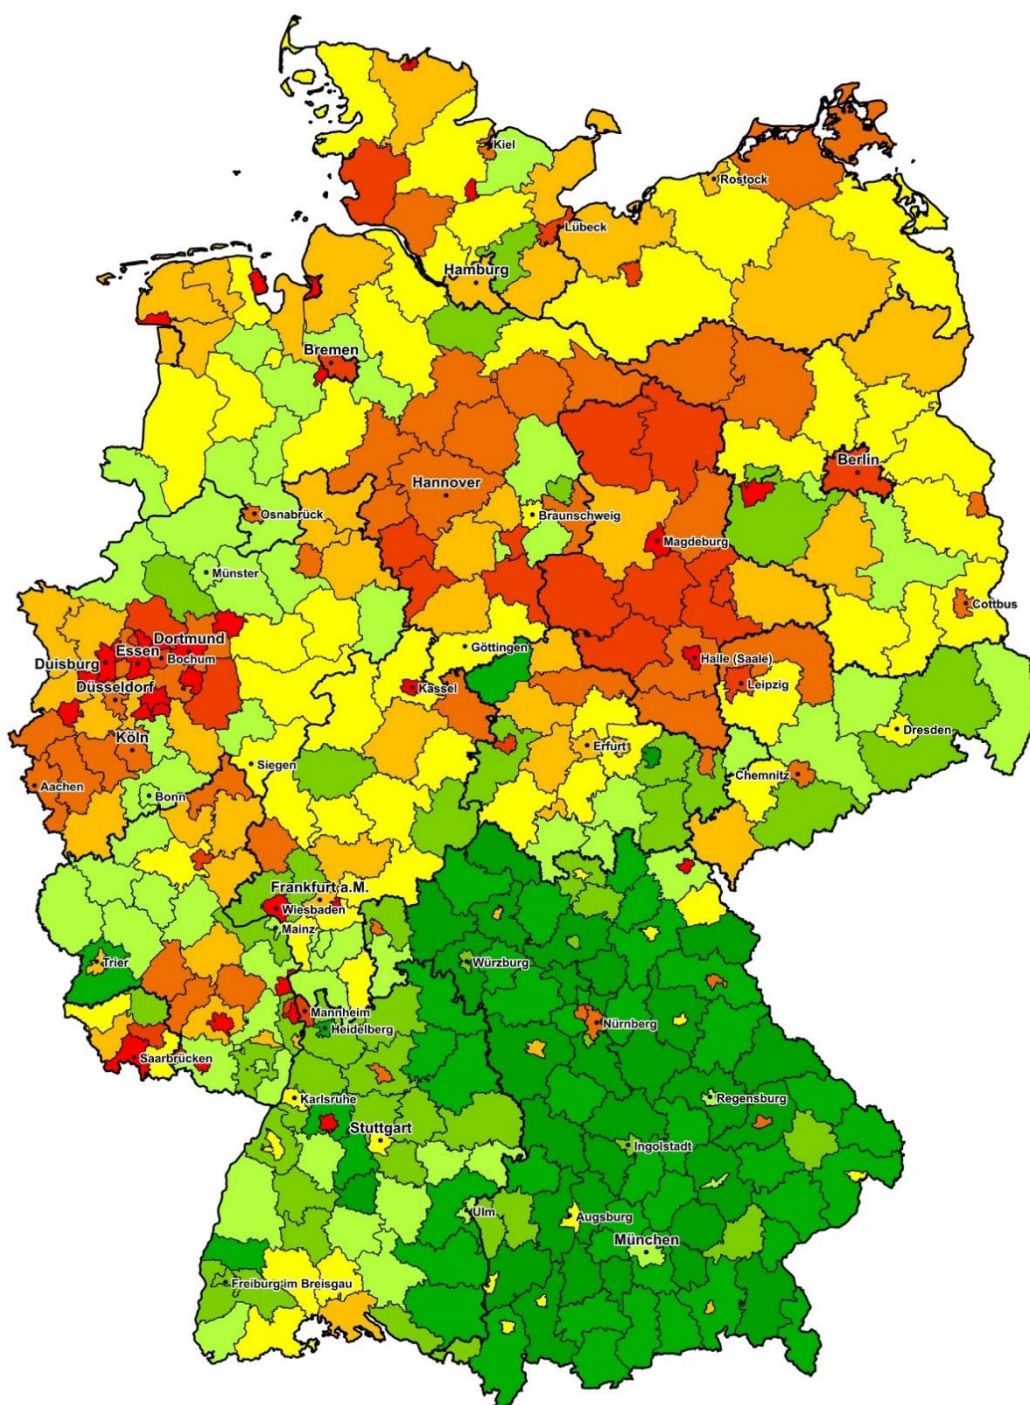 Kiel
Rostock
Lübeck
Hamburg
Bremen
Berlin
Hannover
Osnabrück
Braunschweig
Magdeburg
Münster
Cottbus
Dortmund
Essen
Bochum
Duisburg
Göttingen
Halle (Saale)
Leipzig
Kassel
Düsseldorf
Dresden
Köln
Erfurt
Siegen
Chemnitz
Aachen
Bonn
Frankfurt a.M.
Wiesbaden
Mainz
Trier
Würzburg
Mannheim
Nürnberg
Heidelberg
Saarbrücken
Karlsruhe
Regensburg
Stuttgart
Ingolstadt
Ulm
Augsburg
München
Freiburg im Breisgau